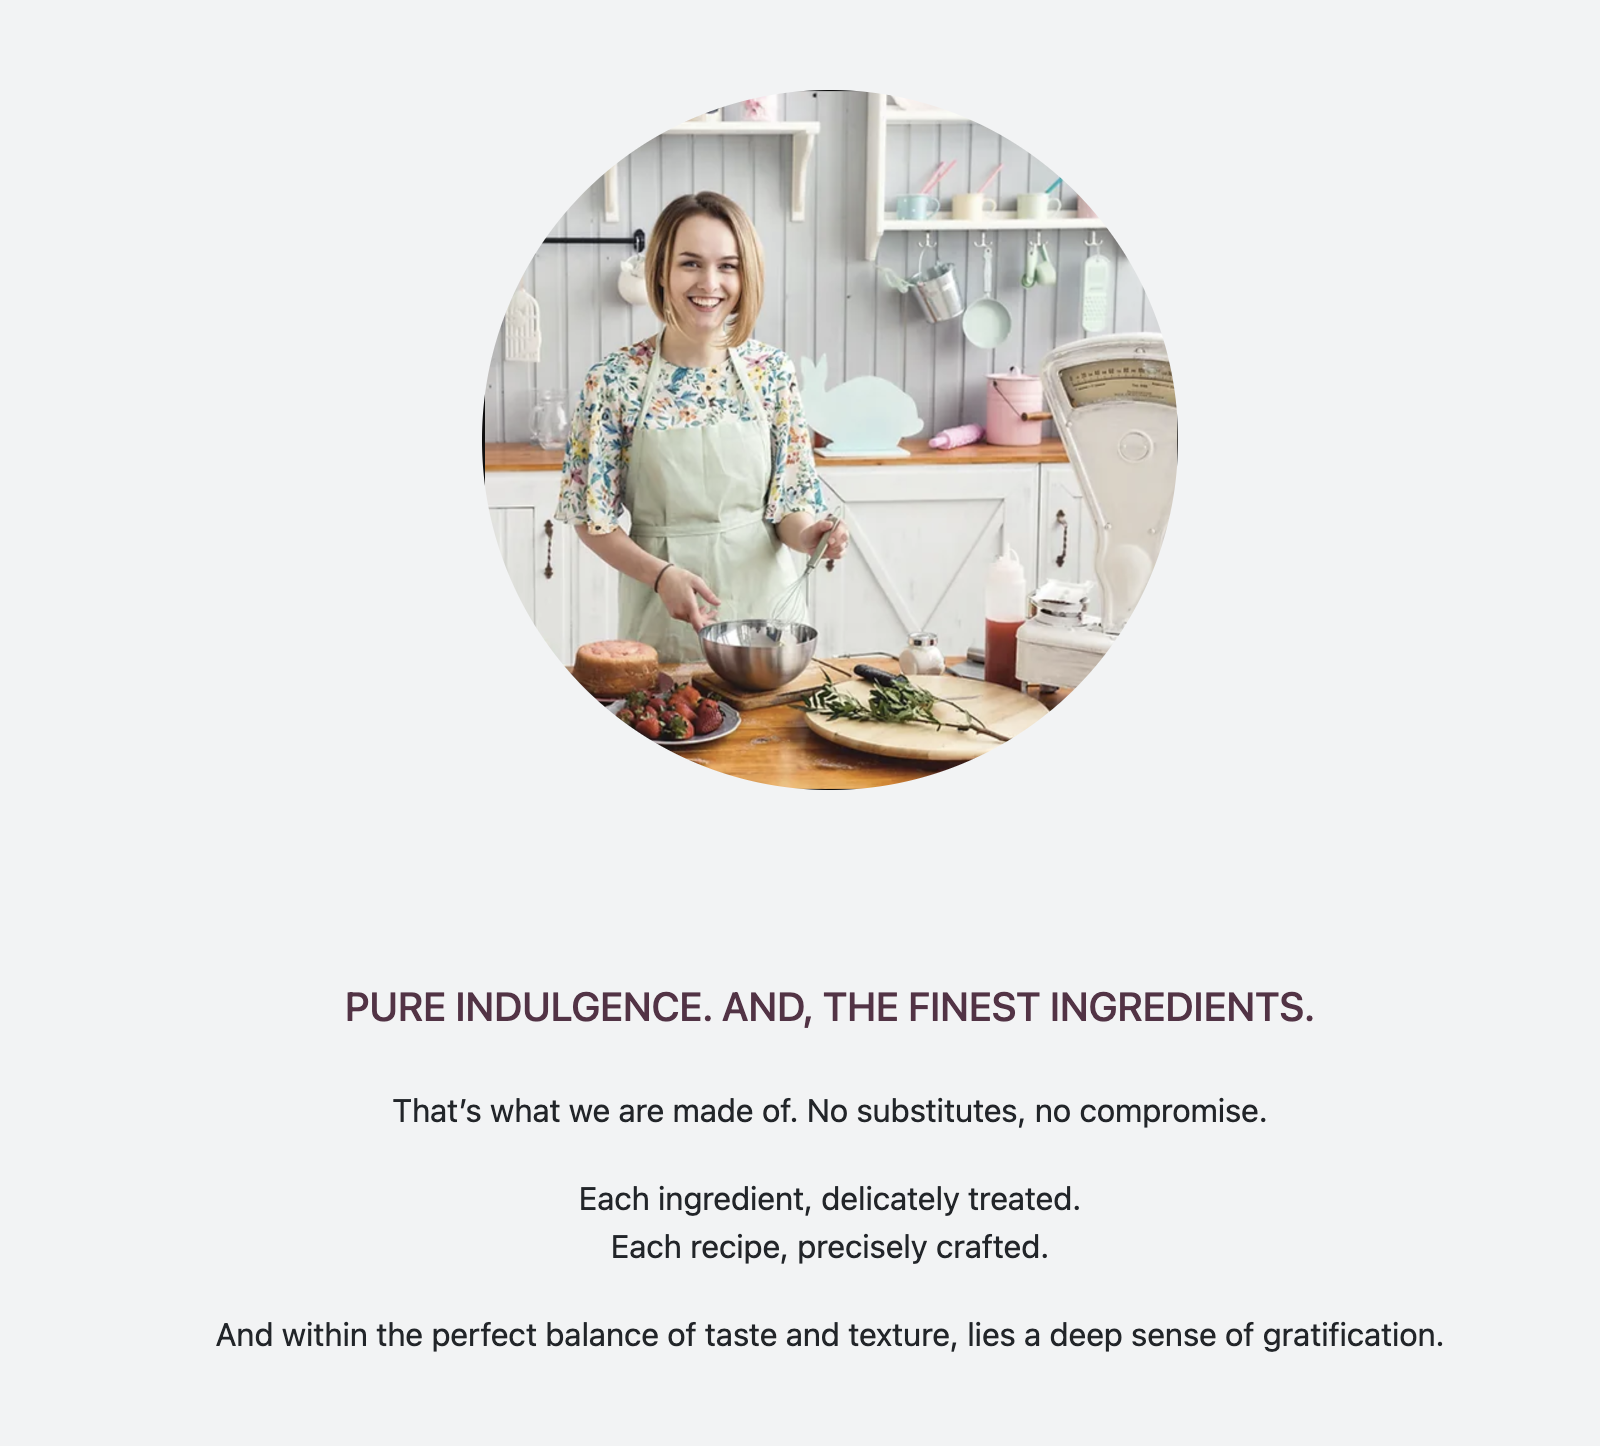 PURE INDULGENCE. AND, THE FINEST INGREDIENTS.
That’s what we are made of. No substitutes, no compromise.
Each ingredient, delicately treated.
Each recipe, precisely crafted.
And within the perfect balance of taste and texture, lies a deep sense of gratification.